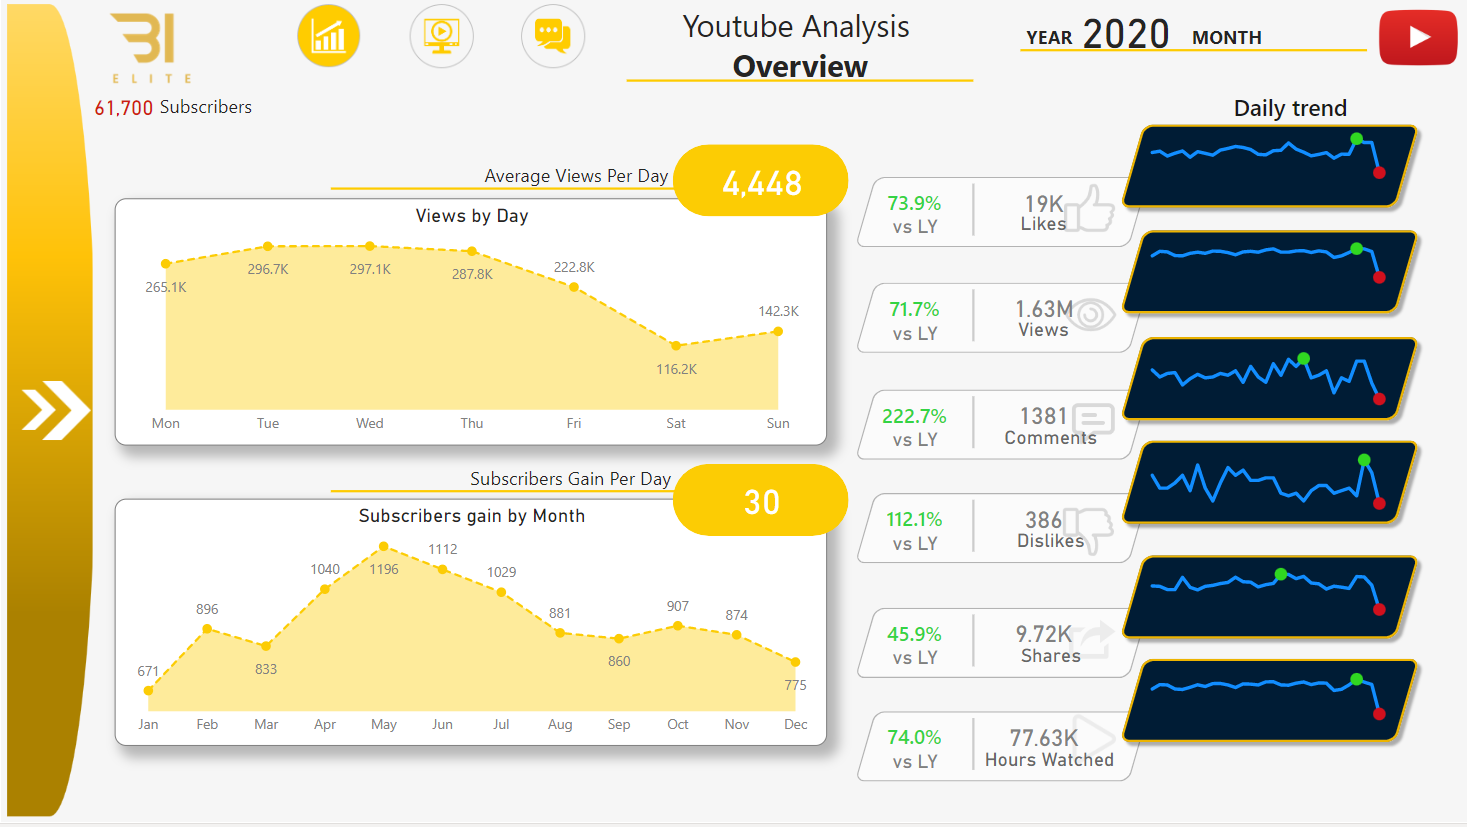 BI
ELITE
61,700 Subscribers
Youtube Analysis
Overview
YEAR 2020 MONTH
Daily trend
Average Views Per Day
4,448
Views by Day
265.1K
296.7K
297.1K
287.8K
222.8K
116.2K
142.3K
Mon Tue Wed Thu Fri Sat Sun
Subscribers Gain Per Day
30
Subscribers gain by Month
671
896
833
1040
1196
1112
1029
881
860
907
874
775
Jan Feb Mar Apr May Jun Jul Aug Sep Oct Nov Dec
73.9%
vs LY
19K
Likes
71.7%
vs LY
1.63M
Views
222.7%
vs LY
1381
Comments
112.1%
vs LY
386
Dislikes
45.9%
vs LY
9.72K
Shares
74.0%
vs LY
77.63K
Hours Watched